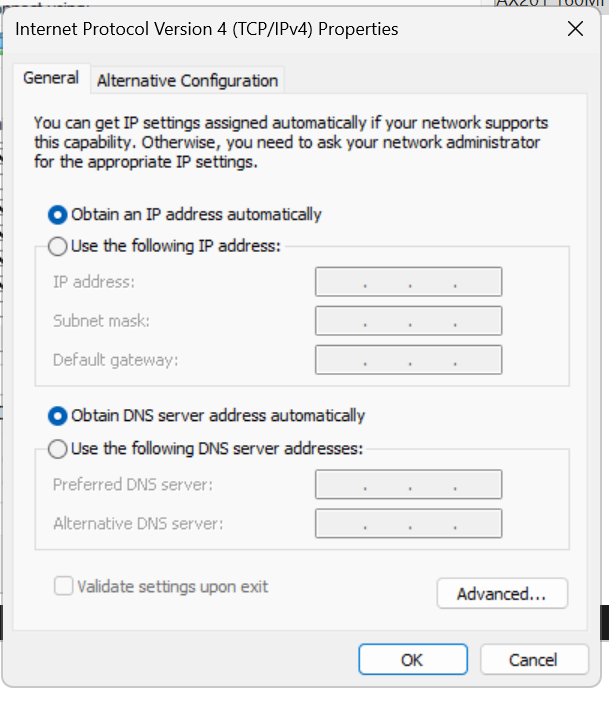 AX201 160M
Internet Protocol Version 4 (TCP/IPv4) Properties
General
Alternative Configuration
You can get IP settings assigned automatically if your network supports
this capability. Otherwise, you need to ask your network administrator
for the appropriate IP settings.
Obtain an IP address automatically
Use the following IP address:
IP address:
Subnet mask:
Default gateway:
Obtain DNS server address automatically
Use the following DNS server addresses:
Preferred DNS server:
Alternative DNS server:
Validate settings upon exit
Advanced...
OK
Cancel